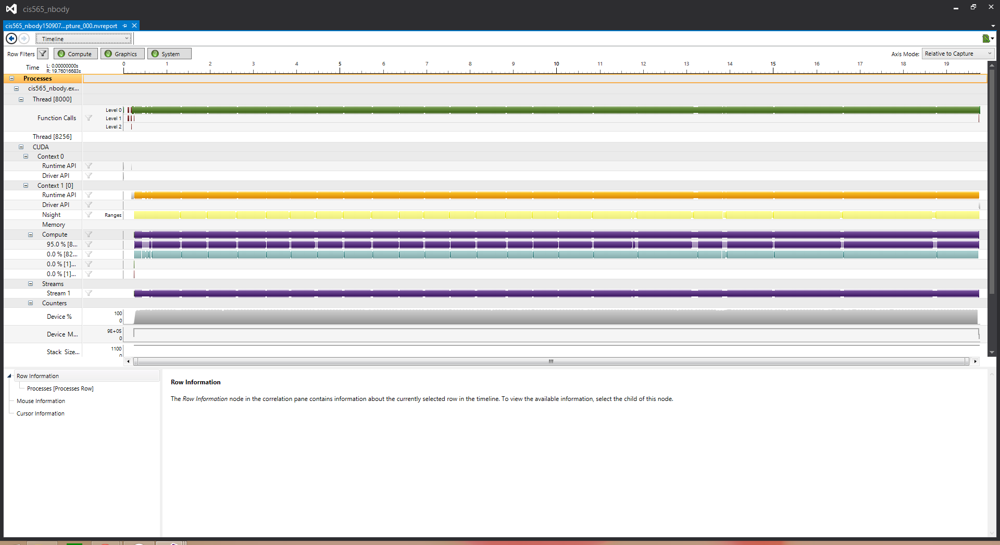 cis565_nbody
cis565_nbody150907...pture_000.nvreport
Timeline
Row Filters Compute Graphics System Axis Mode: Relative to Capture
Time L: 0.00000000s 0 1 2 3 4 5 6 7 8 9 10 11 12 13 14 15 16 17 18 19
R: 19.76016683s
Processes
cis565_nbody.ex...
Thread [8000]
Level 0
Function Calls Level 1
Level 2
Thread [8256]
CUDA
Context 0
Runtime API
Driver API
Context 1 [0]
Runtime API
Driver API
Nsight Ranges
Memory
Compute
95.0 % [8...
0.0 % [82...
0.0 % [1]...
0.0 % [1]...
Streams
Stream 1
Counters
Device % 100
0
Device M... 9E+05
0
Stack Size... 1100
0
Row Information
Processes [Processes Row]
Mouse Information
Cursor Information
Row Information
The Row Information node in the correlation pane contains information about the currently selected row in the timeline. To view the available information, select the child of this node.